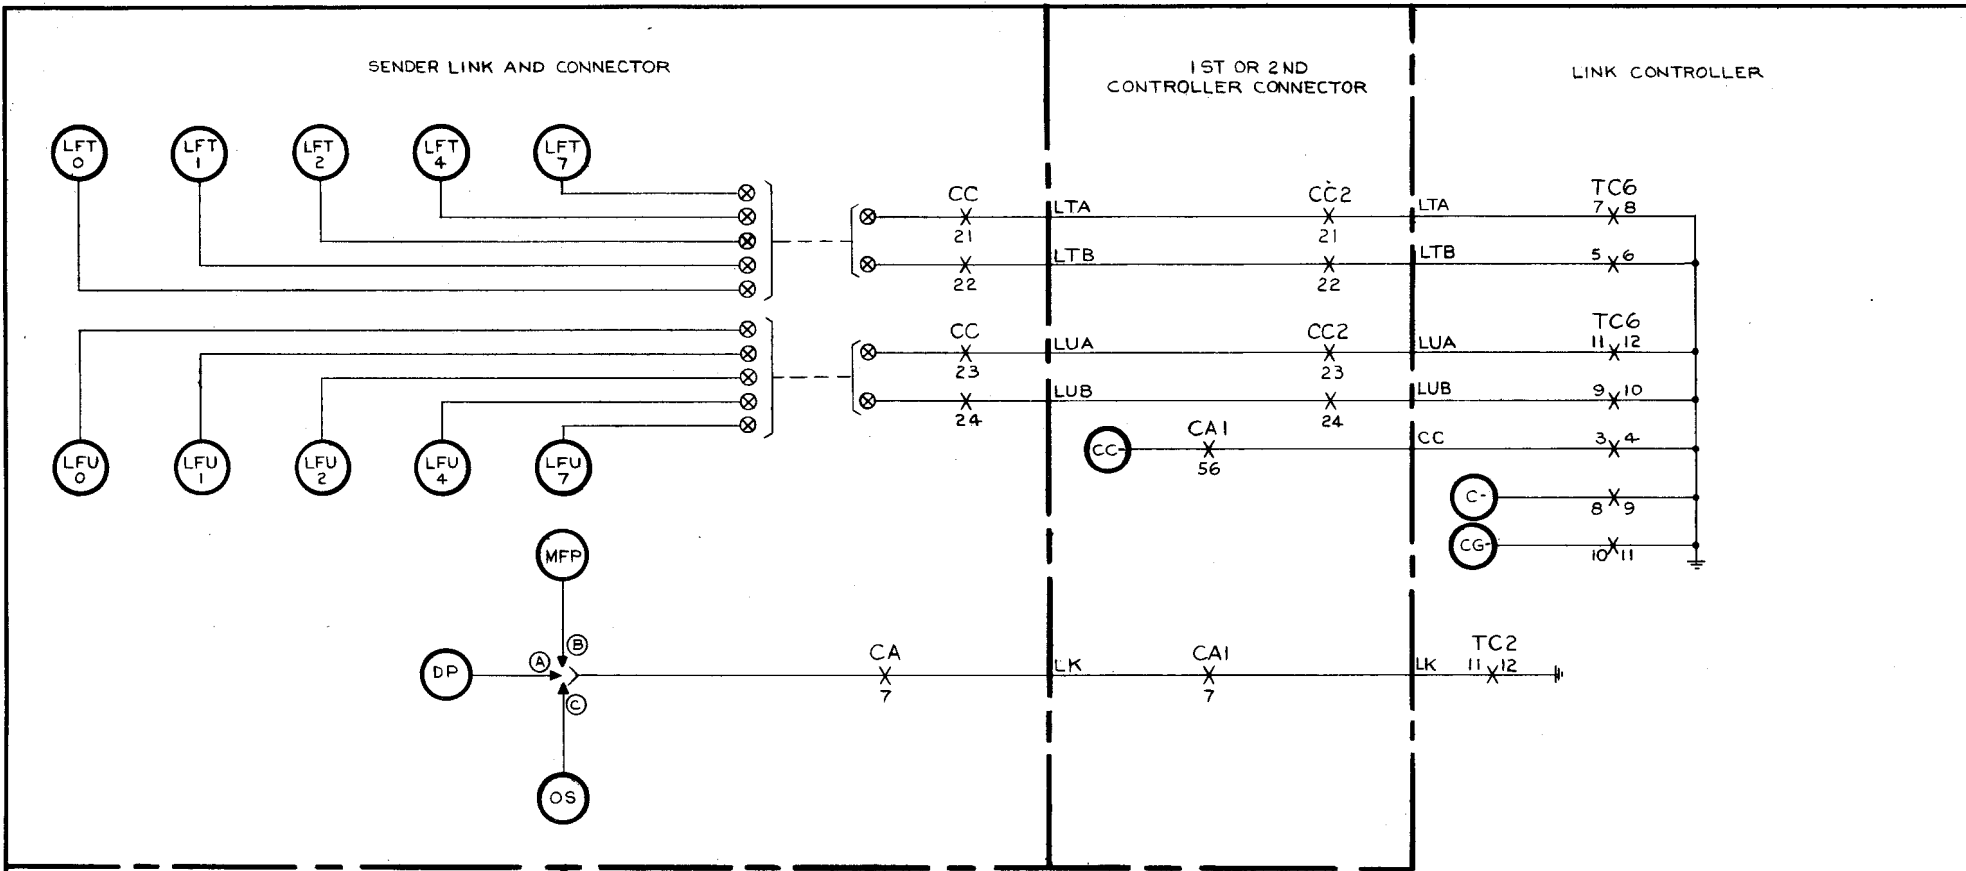 SENDER LINK AND CONNECTOR
1ST OR 2ND
CONTROLLER CONNECTOR
LINK CONTROLLER
LFT 0
LFT 1
LFT 2
LFT 4
LFT 7
CC
21
LTA
CC2
21
LTA
TC6
7 8
22
LTB
22
LTB
5 6
CC
23
LUA
CC2
23
LUA
TC6
11 12
24
LUB
24
LUB
9 10
CC-
CA1
56
CC
3 4
LFU 0
LFU 1
LFU 2
LFU 4
LFU 7
C-
8 9
CG-
10 11
MFP
B
DP
A
C
OS
CA
7
LK
CA1
7
LK
TC2
11 12